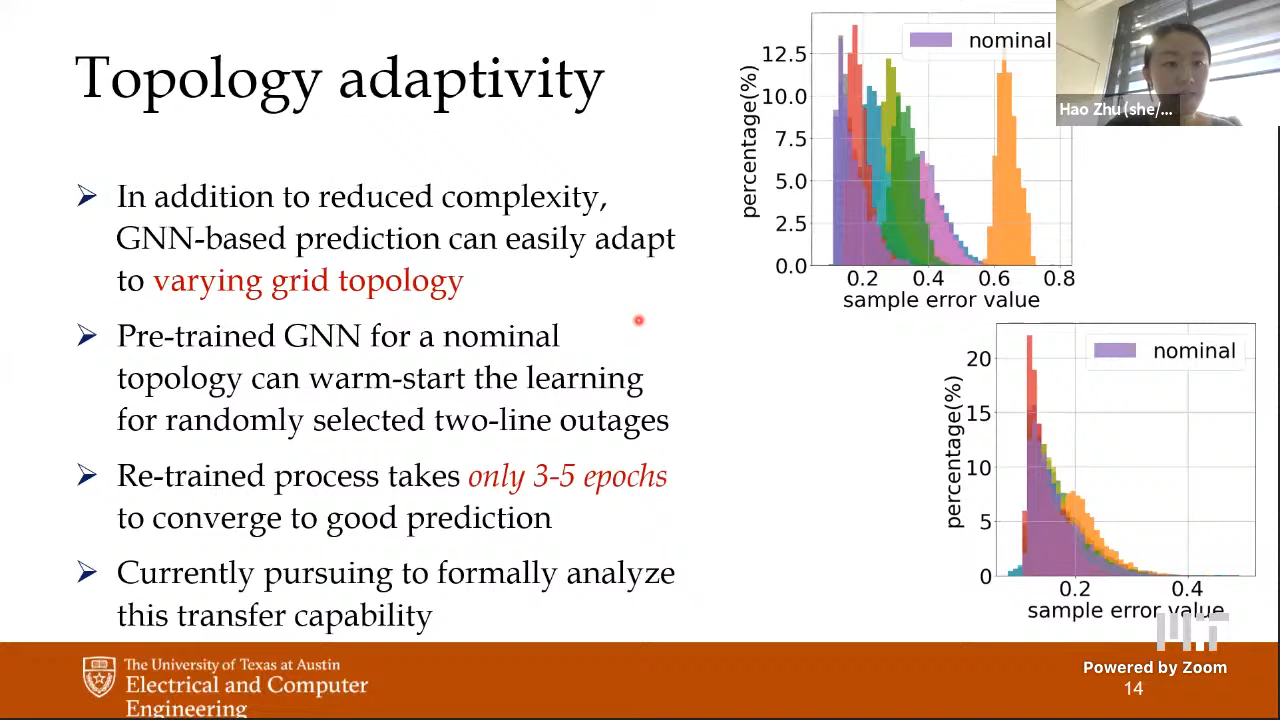 Topology adaptivity
In addition to reduced complexity,
GNN-based prediction can easily adapt
to varying grid topology
Pre-trained GNN for a nominal
topology can warm-start the learning
for randomly selected two-line outages
Re-trained process takes only 3-5 epochs
to converge to good prediction
Currently pursuing to formally analyze
this transfer capability
nominal
percentage(%)
12.5
10.0
7.5
5.0
2.5
0.0
0.2 0.4 0.6 0.8
sample error value
Hao Zhu (she/...
nominal
percentage(%)
20
15
10
5
0
0.2 0.4
sample error value
MIT
The University of Texas at Austin
Electrical and Computer
Engineering
Powered by Zoom
14